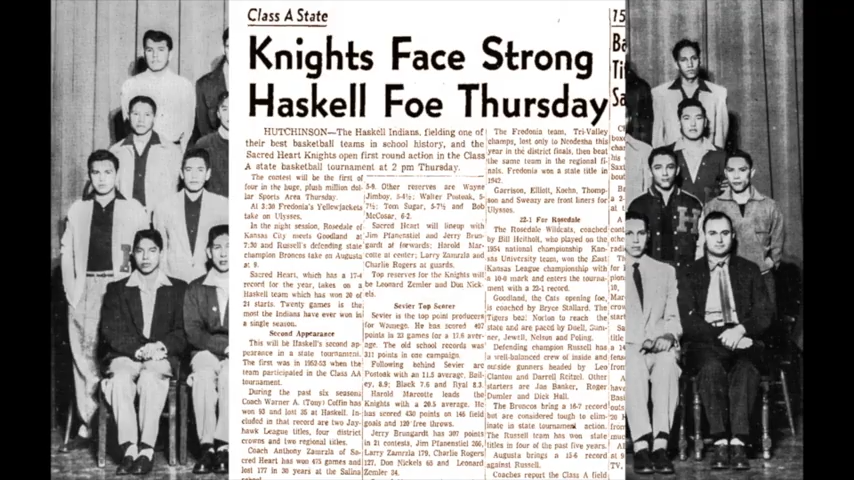 Class A State
Knights Face Strong
Haskell Foe Thursday
HUTCHINSON—The Haskell Indians, fielding one of
their best basketball teams in school history, and the
Sacred Heart Knights open first round action in the Class
A state basketball tournament at 2 pm Thursday.
The contest will be the first of
four in the huge, plush million dol-
lar Sports Area Thursday.
At 3:30 Fredonia's Yellowjackets
take on Ulysses.
In the night session, Rosedale of
Kansas City meets Goodland at
7:30 and Russell's defending state
champion Broncos take on Augusta
at 9.
Sacred Heart, which has a 17-4
record for the year, takes on a
Haskell team which has won 20 of
24 starts. Twenty games is the
most the Indians have ever won in
a single season.
Second Appearance
This will be Haskell's second ap-
pearance in a state tournament.
The first was in 1952-53 when the
team participated in the Class AA
tournament.
During the past six seasons
Coach Warner A. (Tony) Coffin has
won 93 and lost 35 at Haskell. In-
cluded in that record are two Jay-
hawk League titles, four district
crowns and two regional titles.
Coach Anthony Zamrzla of Sa-
cred Heart has won 475 games and
lost 177 in 30 years at the Salina
school.
5-9. Other reserves are Wayne
Jimboy, 5-4½; Walter Postoak, 5-
7½; Tom Sugar, 5-7½ and Bob
McCosar, 6-2.
Sacred Heart will lineup with
Jim Pfanenstiel and Jerry Brun-
gardt at forwards; Harold Mar-
cotte at center; Larry Zamrzla and
Charlie Rogers at guards.
Top reserves for the Knights will
be Leonard Zemler and Don Nick-
els.
Sevier Top Scorer
Sevier is the top point producer
for Wamego. He has scored
points in 23 games for a 17.6 aver-
age. The old school records was
311 points in one campaign.
Following behind Sevier are
Postoak with an 11.5 average, Bail-
ey, 8.9; Black 7.6 and Ryal 8.3.
Harold Marcotte leads the
Knights with a 20.5 average. He
has scored 430 points on 145 field
goals and 120 free throws.
Jerry Brungardt has 307 points
in 21 contests, Jim Pfanenstiel 266,
Larry Zamrzla 179, Charlie Rogers
127, Don Nickels 65 and Leonard
Zemler 34.
The Fredonia team, Tri-Valley
champs, lost only to Neodesha this
year in the district finals, then beat
the same team in the regional fi-
nals. Fredonia won a state title in
1942.
Garrison, Elliott, Koehn, Thomp-
son and Sweazy are front liners for
Ulysses.
22-1 For Rosedale
The Rosedale Wildcats, coached
by Bill Heitholt, who played on the
1954 national championship Kan-
sas University team, won the East
Kansas League championship with
a 10-0 mark and enters the tourna-
ment with a 22-1 record.
Goodland, the Cats opening foe,
is coached by Bryce Stallard. The
Tigers beat Norton to reach the
state and are paced by Doell, Gun-
ner, Jewell, Nelson and Poling.
Defending champion Russell has
a well-balanced crew of inside and
outside gunners headed by Leo
Clantou and Darrell Reitzel. Other
starters are Jan Basker, Roger
Dumler and Dick Hall.
The Broncos bring a 16-7 record
but are considered tough to elim-
inate in state tournament action.
The Russell team has won state
titles in four of the past five years.
Augusta brings a 12-6 record
against Russell.
Coaches report the Class A field
15
Ba
Ti
Sa
H